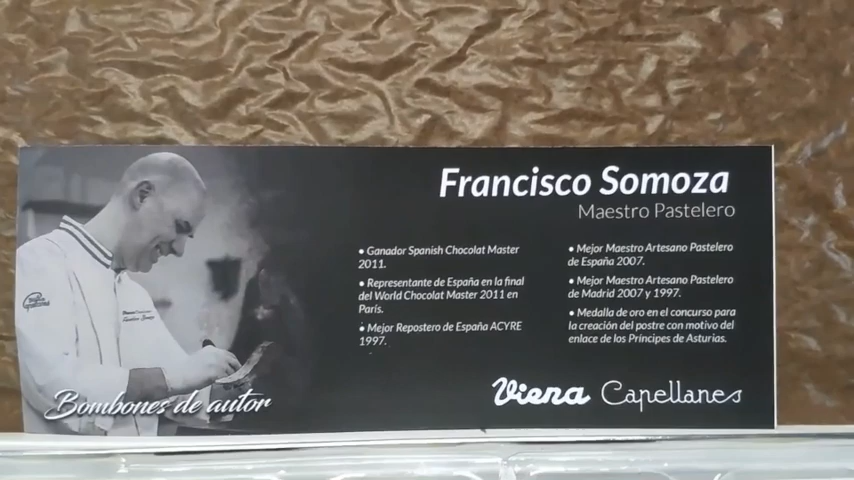 Francisco Somoza
Maestro Pastelero
• Ganador Spanish Chocolat Master
2011.
• Representante de España en la final
del World Chocolat Master 2011 en
París.
• Mejor Repostero de España ACYRE
1997.
• Mejor Maestro Artesano Pastelero
de España 2007.
• Mejor Maestro Artesano Pastelero
de Madrid 2007 y 1997.
• Medalla de oro en el concurso para
la creación del postre con motivo del
enlace de los Príncipes de Asturias.
Bombones de autor
Viena Capellanes